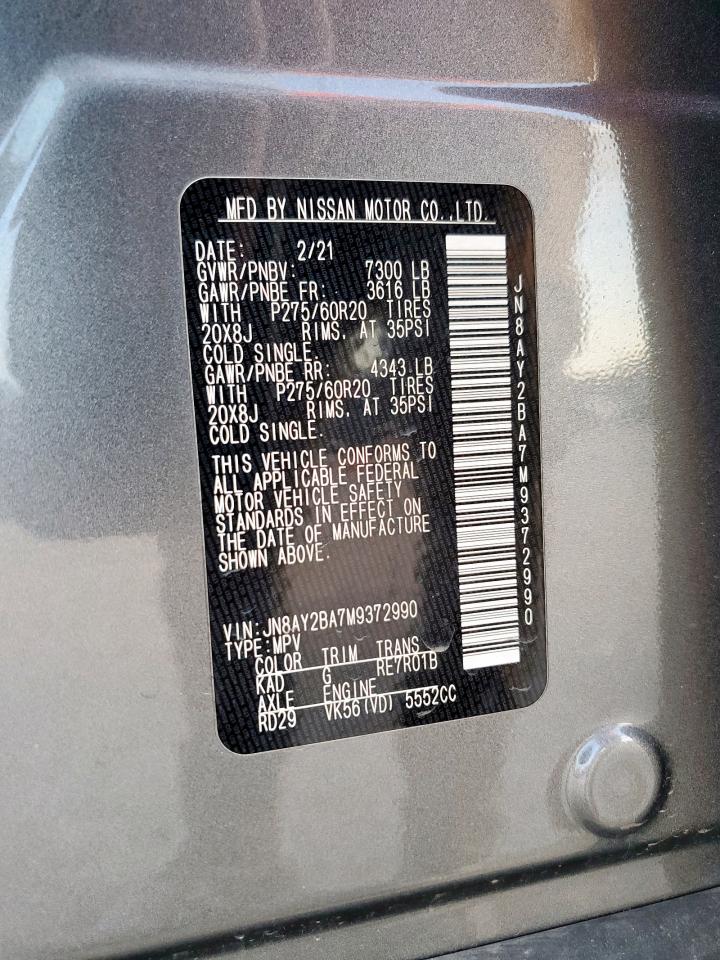 MFD BY NISSAN MOTOR CO.,LTD.
DATE: 2/21
GVWR/PNBV: 7300 LB
GAWR/PNBE FR: 3616 LB
WITH P275/60R20 TIRES
20X8J RIMS, AT 35PSI
COLD SINGLE.
GAWR/PNBE RR: 4343 LB
WITH P275/60R20 TIRES
20X8J RIMS, AT 35PSI
COLD SINGLE.
THIS VEHICLE CONFORMS TO
ALL APPLICABLE FEDERAL
MOTOR VEHICLE SAFETY
STANDARDS IN EFFECT ON
THE DATE OF MANUFACTURE
SHOWN ABOVE.
VIN:JN8AY2BA7M9372990
TYPE:MPV
COLOR TRIM TRANS
KAD G RE7R01B
AXLE ENGINE
RD29 VK56(VD) 5552CC
JN8AY2BA7M9372990